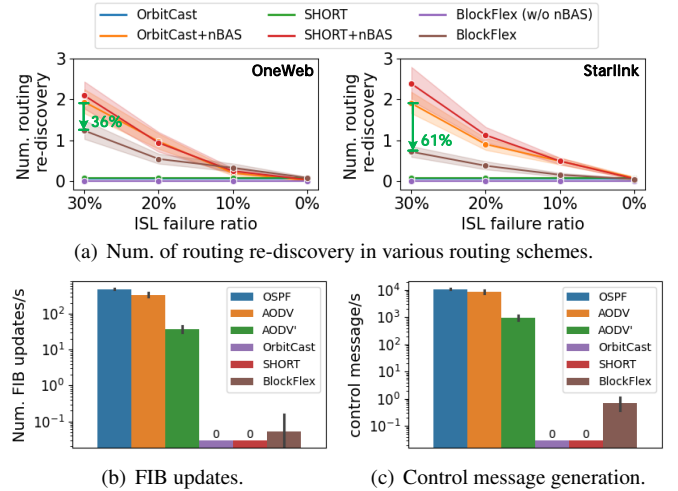 OrbitCast SHORT BlockFlex (w/o nBAS)
OrbitCast+nBAS SHORT+nBAS BlockFlex
OneWeb
Num. routing
re-discovery
3
2
1
0
36%
30% 20% 10% 0%
ISL failure ratio
Starlink
Num. routing
re-discovery
3
2
1
0
61%
30% 20% 10% 0%
ISL failure ratio
(a) Num. of routing re-discovery in various routing schemes.
Num. FIB updates/s
10²
10¹
10⁰
10⁻¹
OSPF
AODV
AODV'
OrbitCast
SHORT
BlockFlex
0 0
(b) FIB updates.
control message/s
10⁴
10³
10²
10¹
10⁰
10⁻¹
OSPF
AODV
AODV'
OrbitCast
SHORT
BlockFlex
0 0
(c) Control message generation.